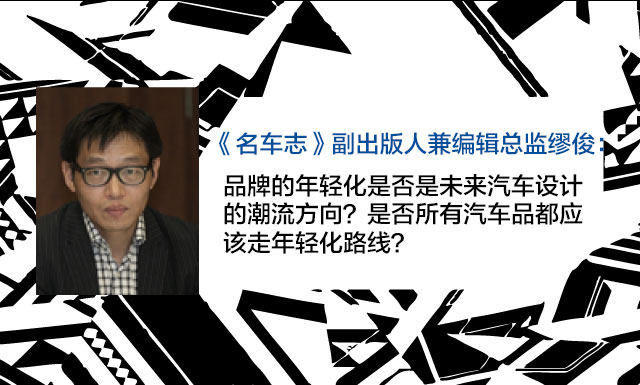 《名车志》副出版人兼编辑总监缪俊：
品牌的年轻化是否是未来汽车设计
的潮流方向？是否所有汽车品都应
该走年轻化路线？